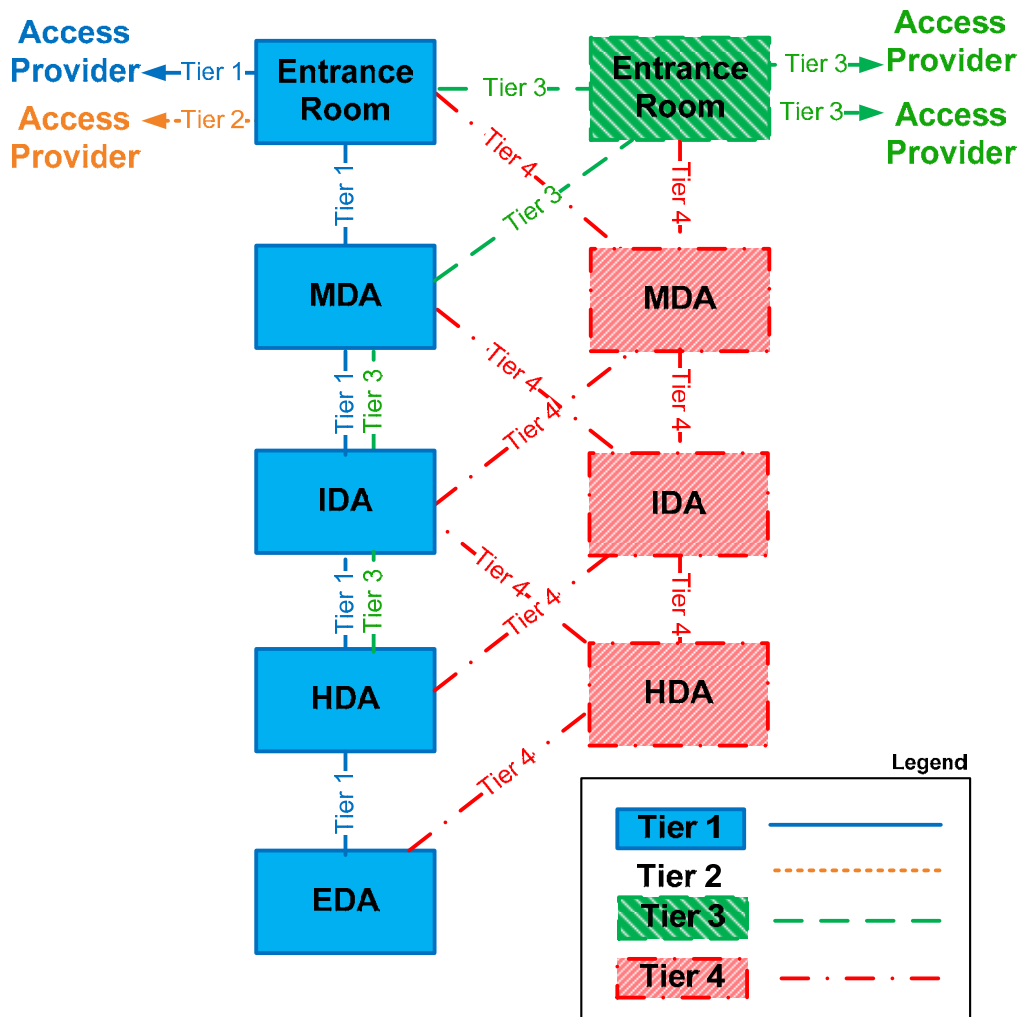 Access
Provider
Tier 1
Access
Provider
Tier 2
Entrance
Room
Tier 3
Entrance
Room
Tier 3
Access
Provider
Tier 3
Access
Provider
Tier 1
Tier 4
Tier 3
Tier 4
MDA
MDA
Tier 1
Tier 3
Tier 4
Tier 4
Tier 4
IDA
IDA
Tier 1
Tier 3
Tier 4
Tier 4
Tier 4
HDA
HDA
Tier 1
Tier 4
EDA
Legend
Tier 1
Tier 2
Tier 3
Tier 4